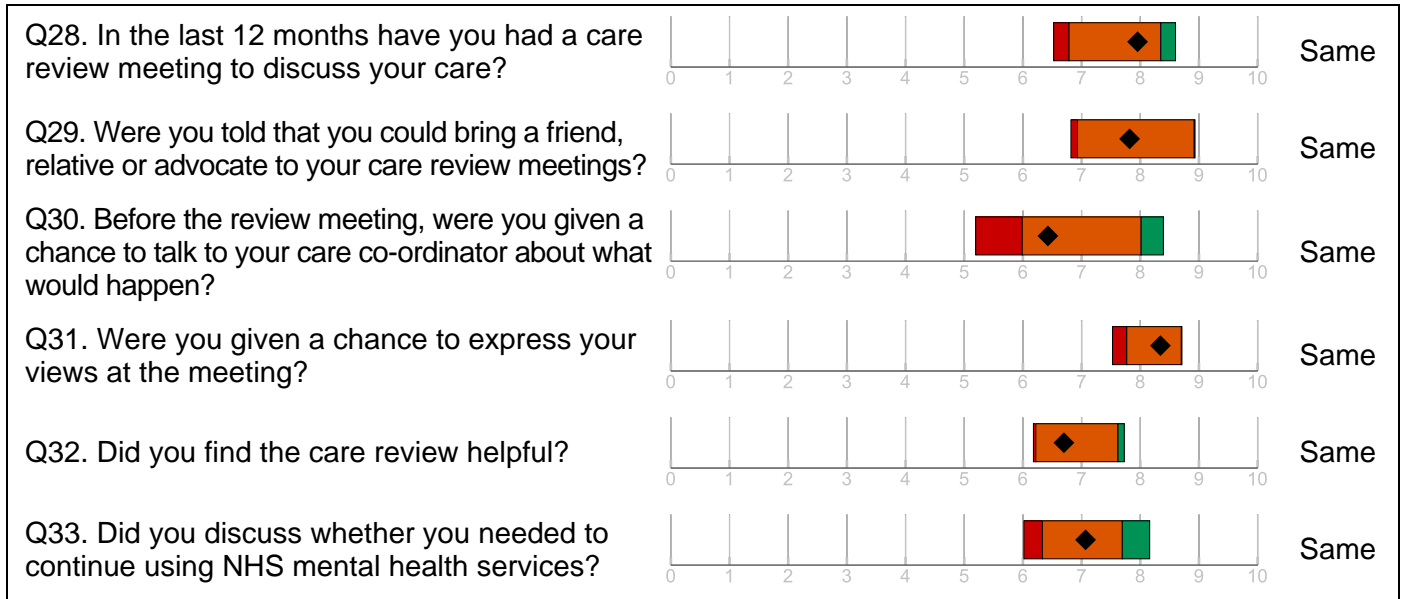 Q28. In the last 12 months have you had a care
review meeting to discuss your care?
0 1 2 3 4 5 6 7 8 9 10
Same
Q29. Were you told that you could bring a friend,
relative or advocate to your care review meetings?
0 1 2 3 4 5 6 7 8 9 10
Same
Q30. Before the review meeting, were you given a
chance to talk to your care co-ordinator about what
would happen?
0 1 2 3 4 5 6 7 8 9 10
Same
Q31. Were you given a chance to express your
views at the meeting?
0 1 2 3 4 5 6 7 8 9 10
Same
Q32. Did you find the care review helpful?
0 1 2 3 4 5 6 7 8 9 10
Same
Q33. Did you discuss whether you needed to
continue using NHS mental health services?
0 1 2 3 4 5 6 7 8 9 10
Same